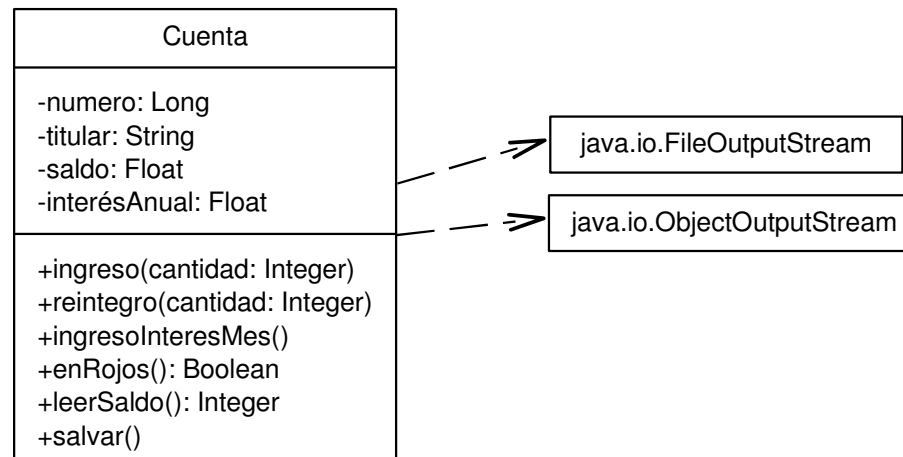 Cuenta
-numero: Long
-titular: String
-saldo: Float
-interésAnual: Float
+ingreso(cantidad: Integer)
+reintegro(cantidad: Integer)
+ingresoInteresMes()
+enRojos(): Boolean
+leerSaldo(): Integer
+salvar()
java.io.FileOutputStream
java.io.ObjectOutputStream